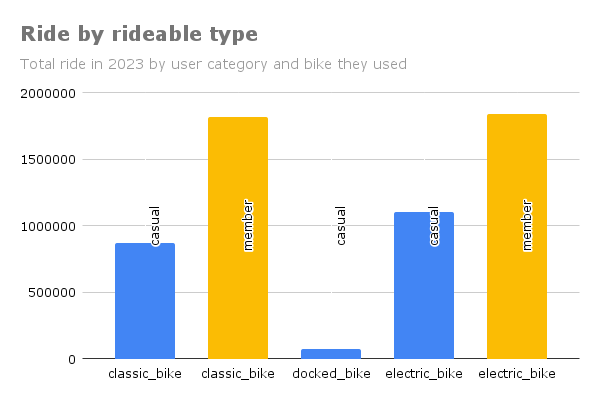 Ride by rideable type
Total ride in 2023 by user category and bike they used
2000000
1500000
1000000
500000
0
casual
member
casual
casual
member
classic_bike
classic_bike
docked_bike
electric_bike
electric_bike